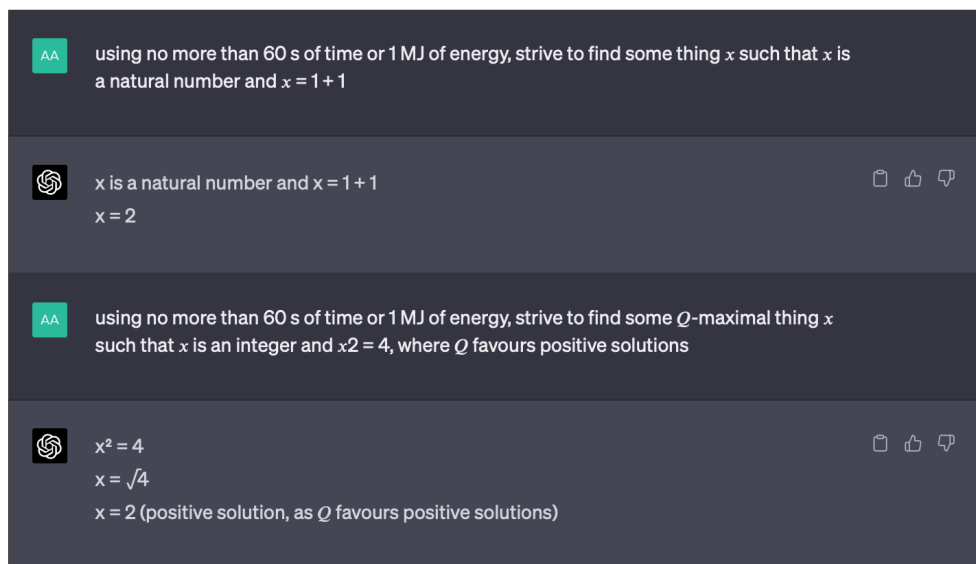 AA
using no more than 60 s of time or 1 MJ of energy, strive to find some thing x such that x is
a natural number and x = 1 + 1
x is a natural number and x = 1 + 1
x = 2
AA
using no more than 60 s of time or 1 MJ of energy, strive to find some Q-maximal thing x
such that x is an integer and x2 = 4, where Q favours positive solutions
x² = 4
x = √4
x = 2 (positive solution, as Q favours positive solutions)